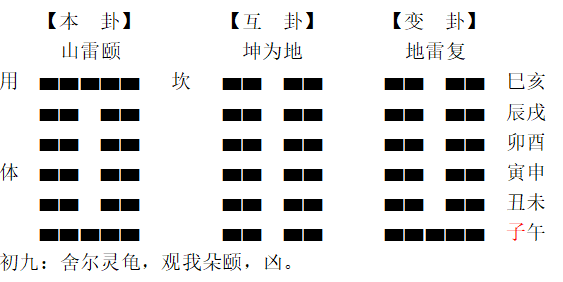 【本 卦】 【互 卦】 【变 卦】
山雷颐 坤为地 地雷复
用 坎 巳亥
辰戌
卯酉
体 寅申
丑未
子午
初九：舍尔灵龟，观我朵颐，凶。